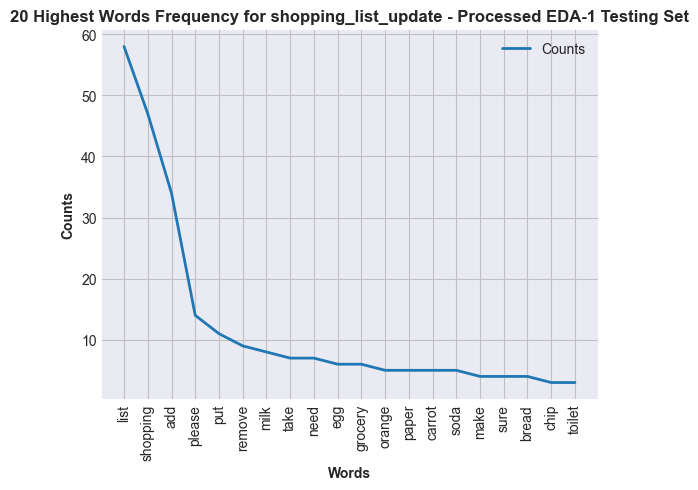 20 Highest Words Frequency for shopping_list_update - Processed EDA-1 Testing Set
Counts
60
50
40
30
20
10
Counts
list
shopping
add
please
put
remove
milk
take
need
egg
grocery
orange
paper
carrot
soda
make
sure
bread
chip
toilet
Words